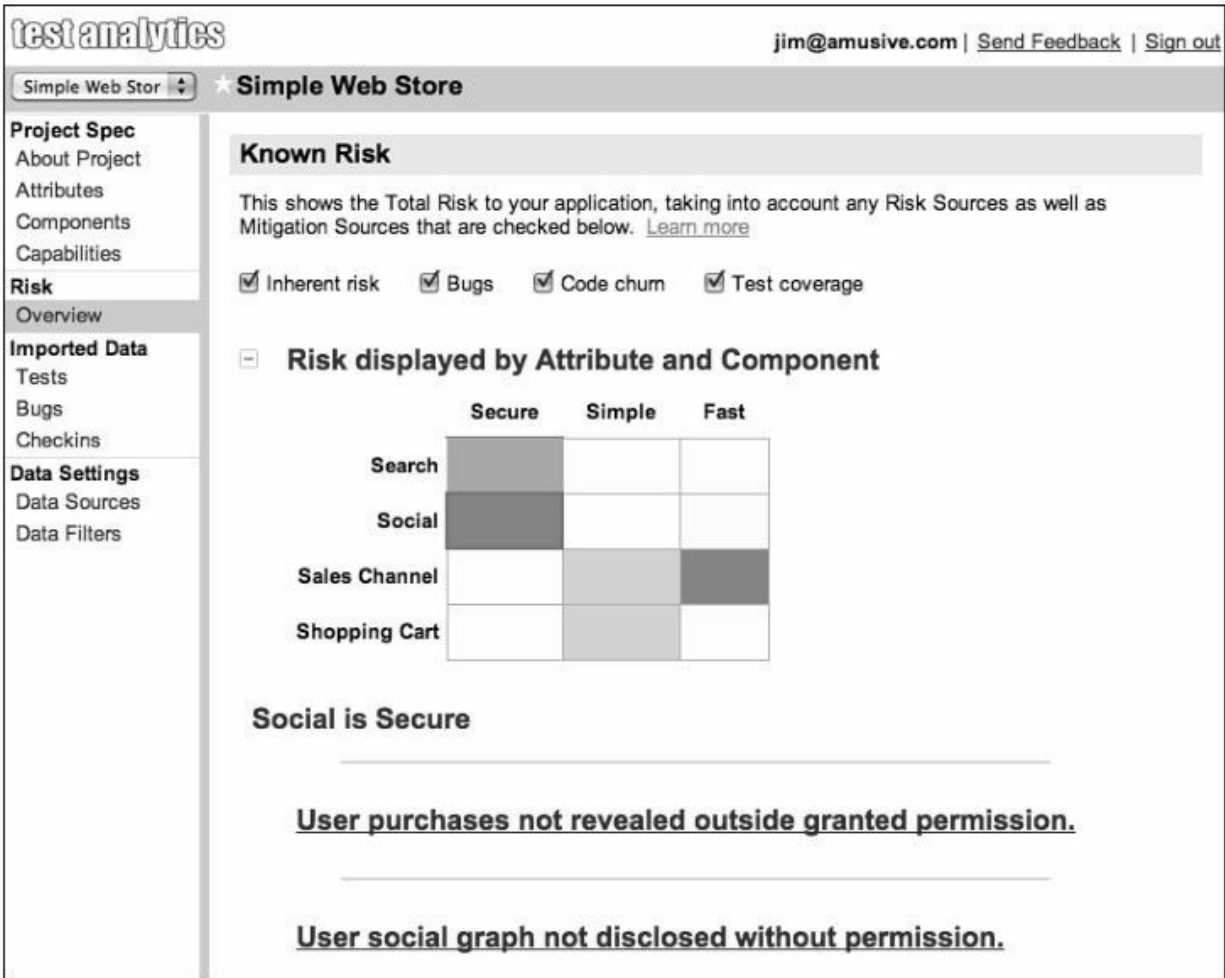 test analytics
jim@amusive.com | Send Feedback | Sign out
Simple Web Stor
Simple Web Store
Project Spec
About Project
Attributes
Components
Capabilities
Risk
Overview
Imported Data
Tests
Bugs
Checkins
Data Settings
Data Sources
Data Filters
Known Risk
This shows the Total Risk to your application, taking into account any Risk Sources as well as
Mitigation Sources that are checked below. Learn more
Inherent risk Bugs Code churn Test coverage
Risk displayed by Attribute and Component
Secure Simple Fast
Search
Social
Sales Channel
Shopping Cart
Social is Secure
User purchases not revealed outside granted permission.
User social graph not disclosed without permission.